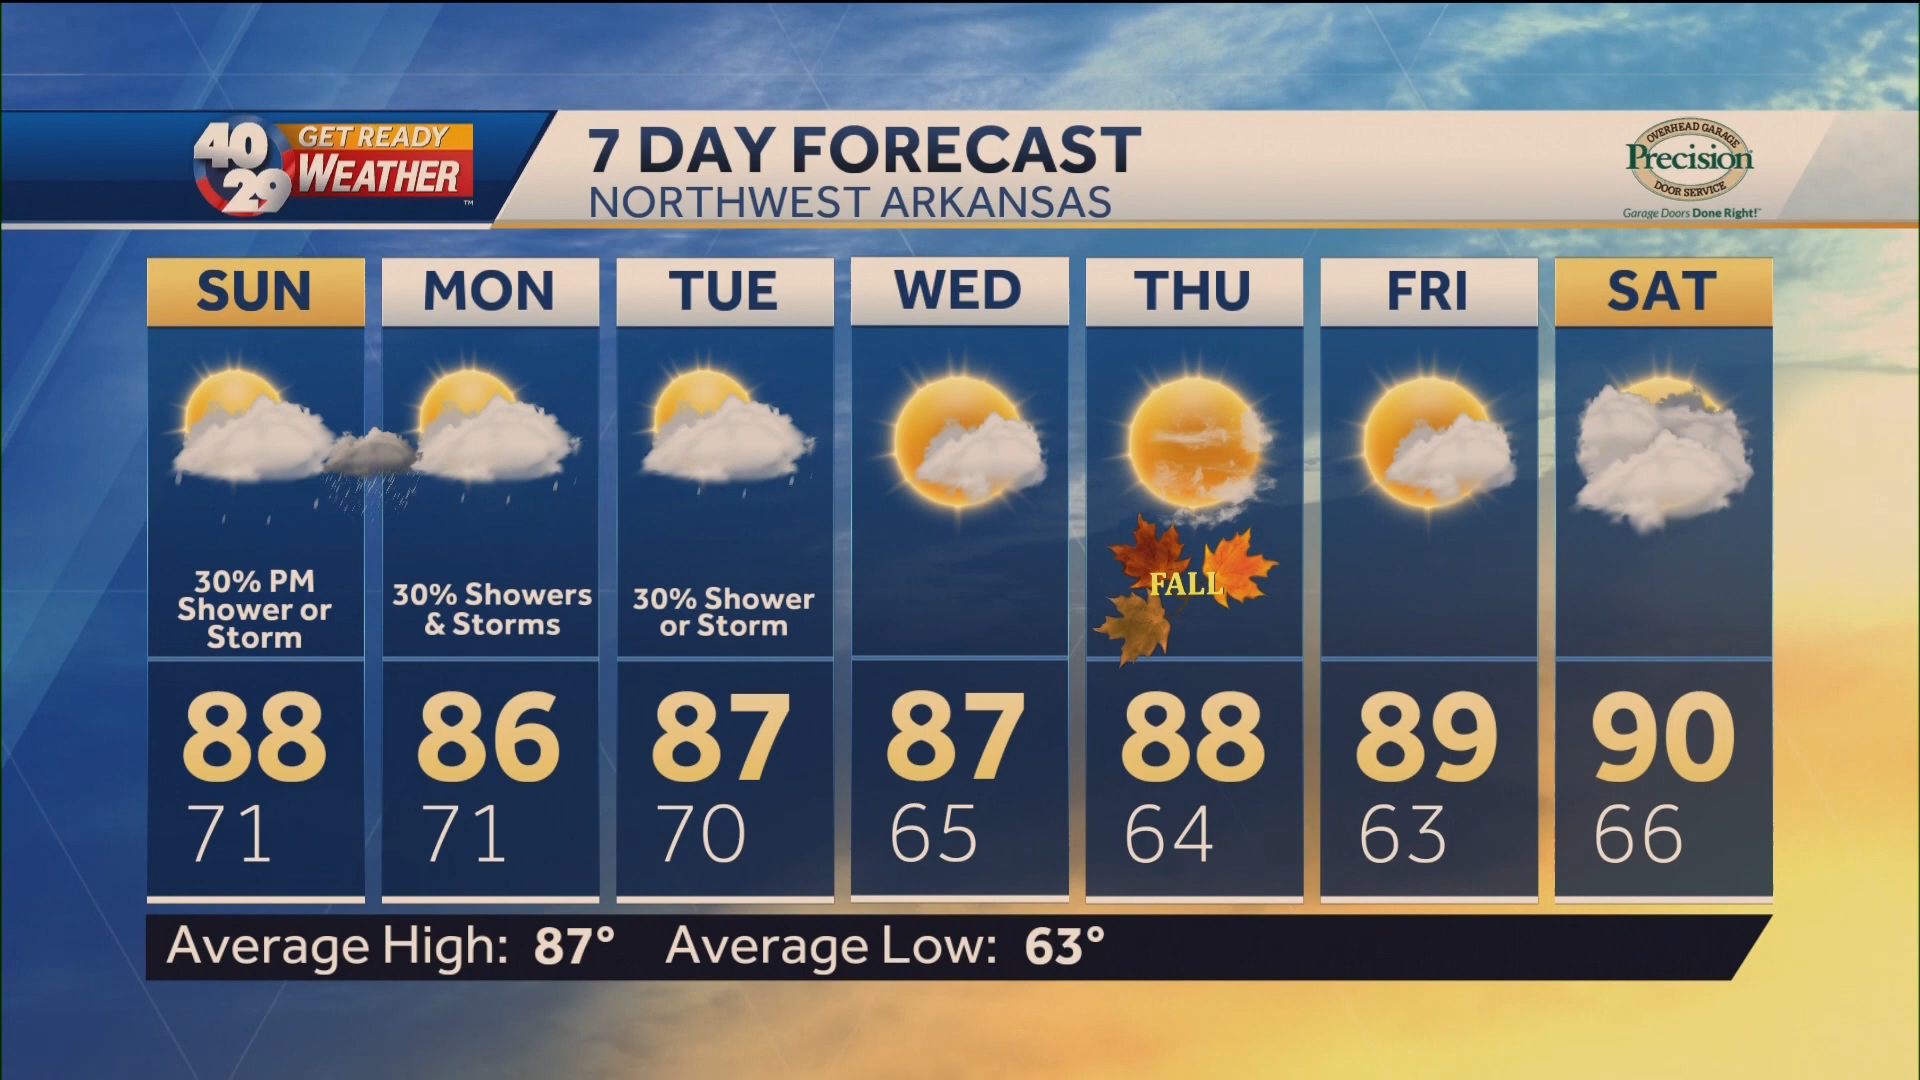 40
29
GET READY
WEATHER™
7 DAY FORECAST
NORTHWEST ARKANSAS
OVERHEAD GARAGE
Precision
DOOR SERVICE
Garage Doors Done Right!™
SUN
MON
TUE
WED
THU
FRI
SAT
30% PM
Shower or
Storm
30% Showers
& Storms
30% Shower
or Storm
FALL
88 86 87 87 88 89 90
71 71 70 65 64 63 66
Average High: 87° Average Low: 63°